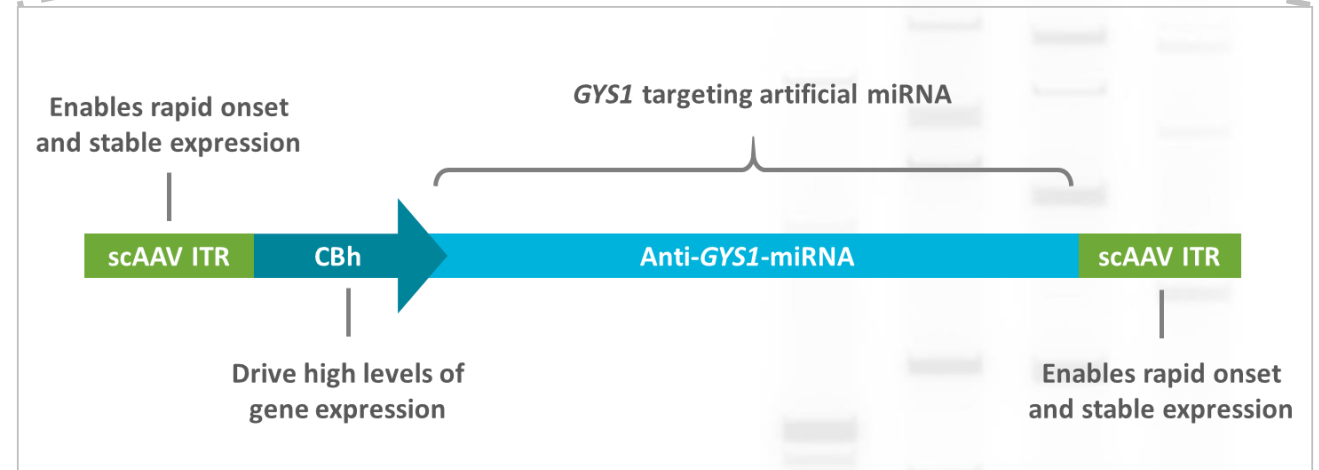 GYS1 targeting artificial miRNA
Enables rapid onset
and stable expression
scAAV ITR
CBh
Anti-GYS1-miRNA
scAAV ITR
Drive high levels of
gene expression
Enables rapid onset
and stable expression